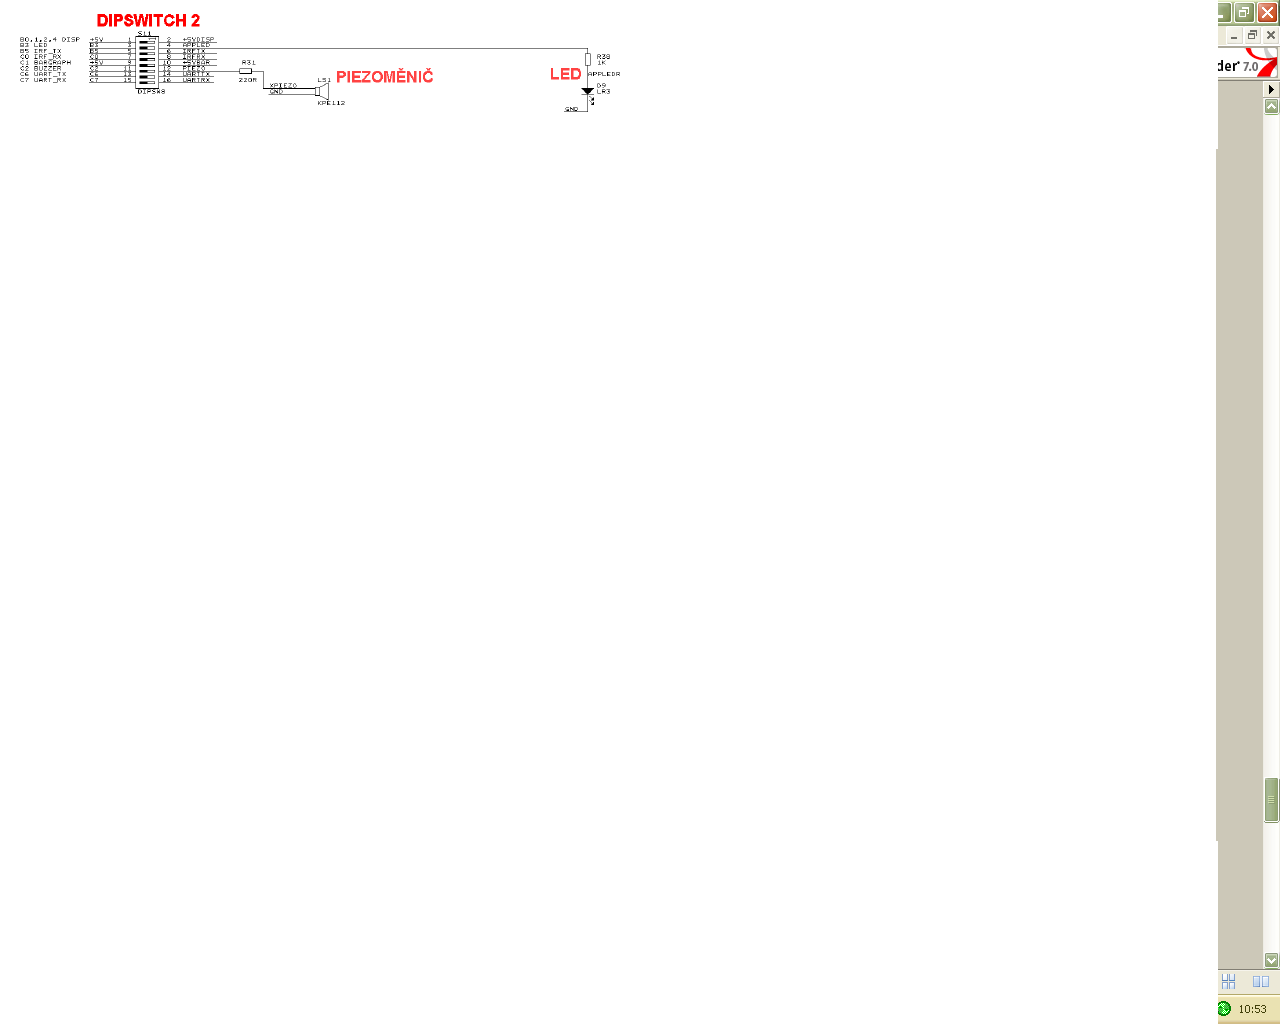 DIPSWITCH 2
S11
B0,1,2,4 DISP +5V 1 2 +5VDISP
B3 LED B3 3 4 APPLED
B5 IRF_TX B5 5 6 IRFTX
C0 IRF_RX C0 7 8 IRFRX
C1 BARGRAPH +5V 9 10 +5VBAR
C2 BUZZER C2 11 12 PIEZO
C6 UART_TX C6 13 14 UARTTX
C7 UART_RX C7 15 16 UARTRX
DIPSW8
R31
220R
XPIEZO
GND
LS1
KPE112
PIEZOMĚNIČ
R38
1K
LED
APPLEDR
D9
LR3
GND
der 7.0
10:53